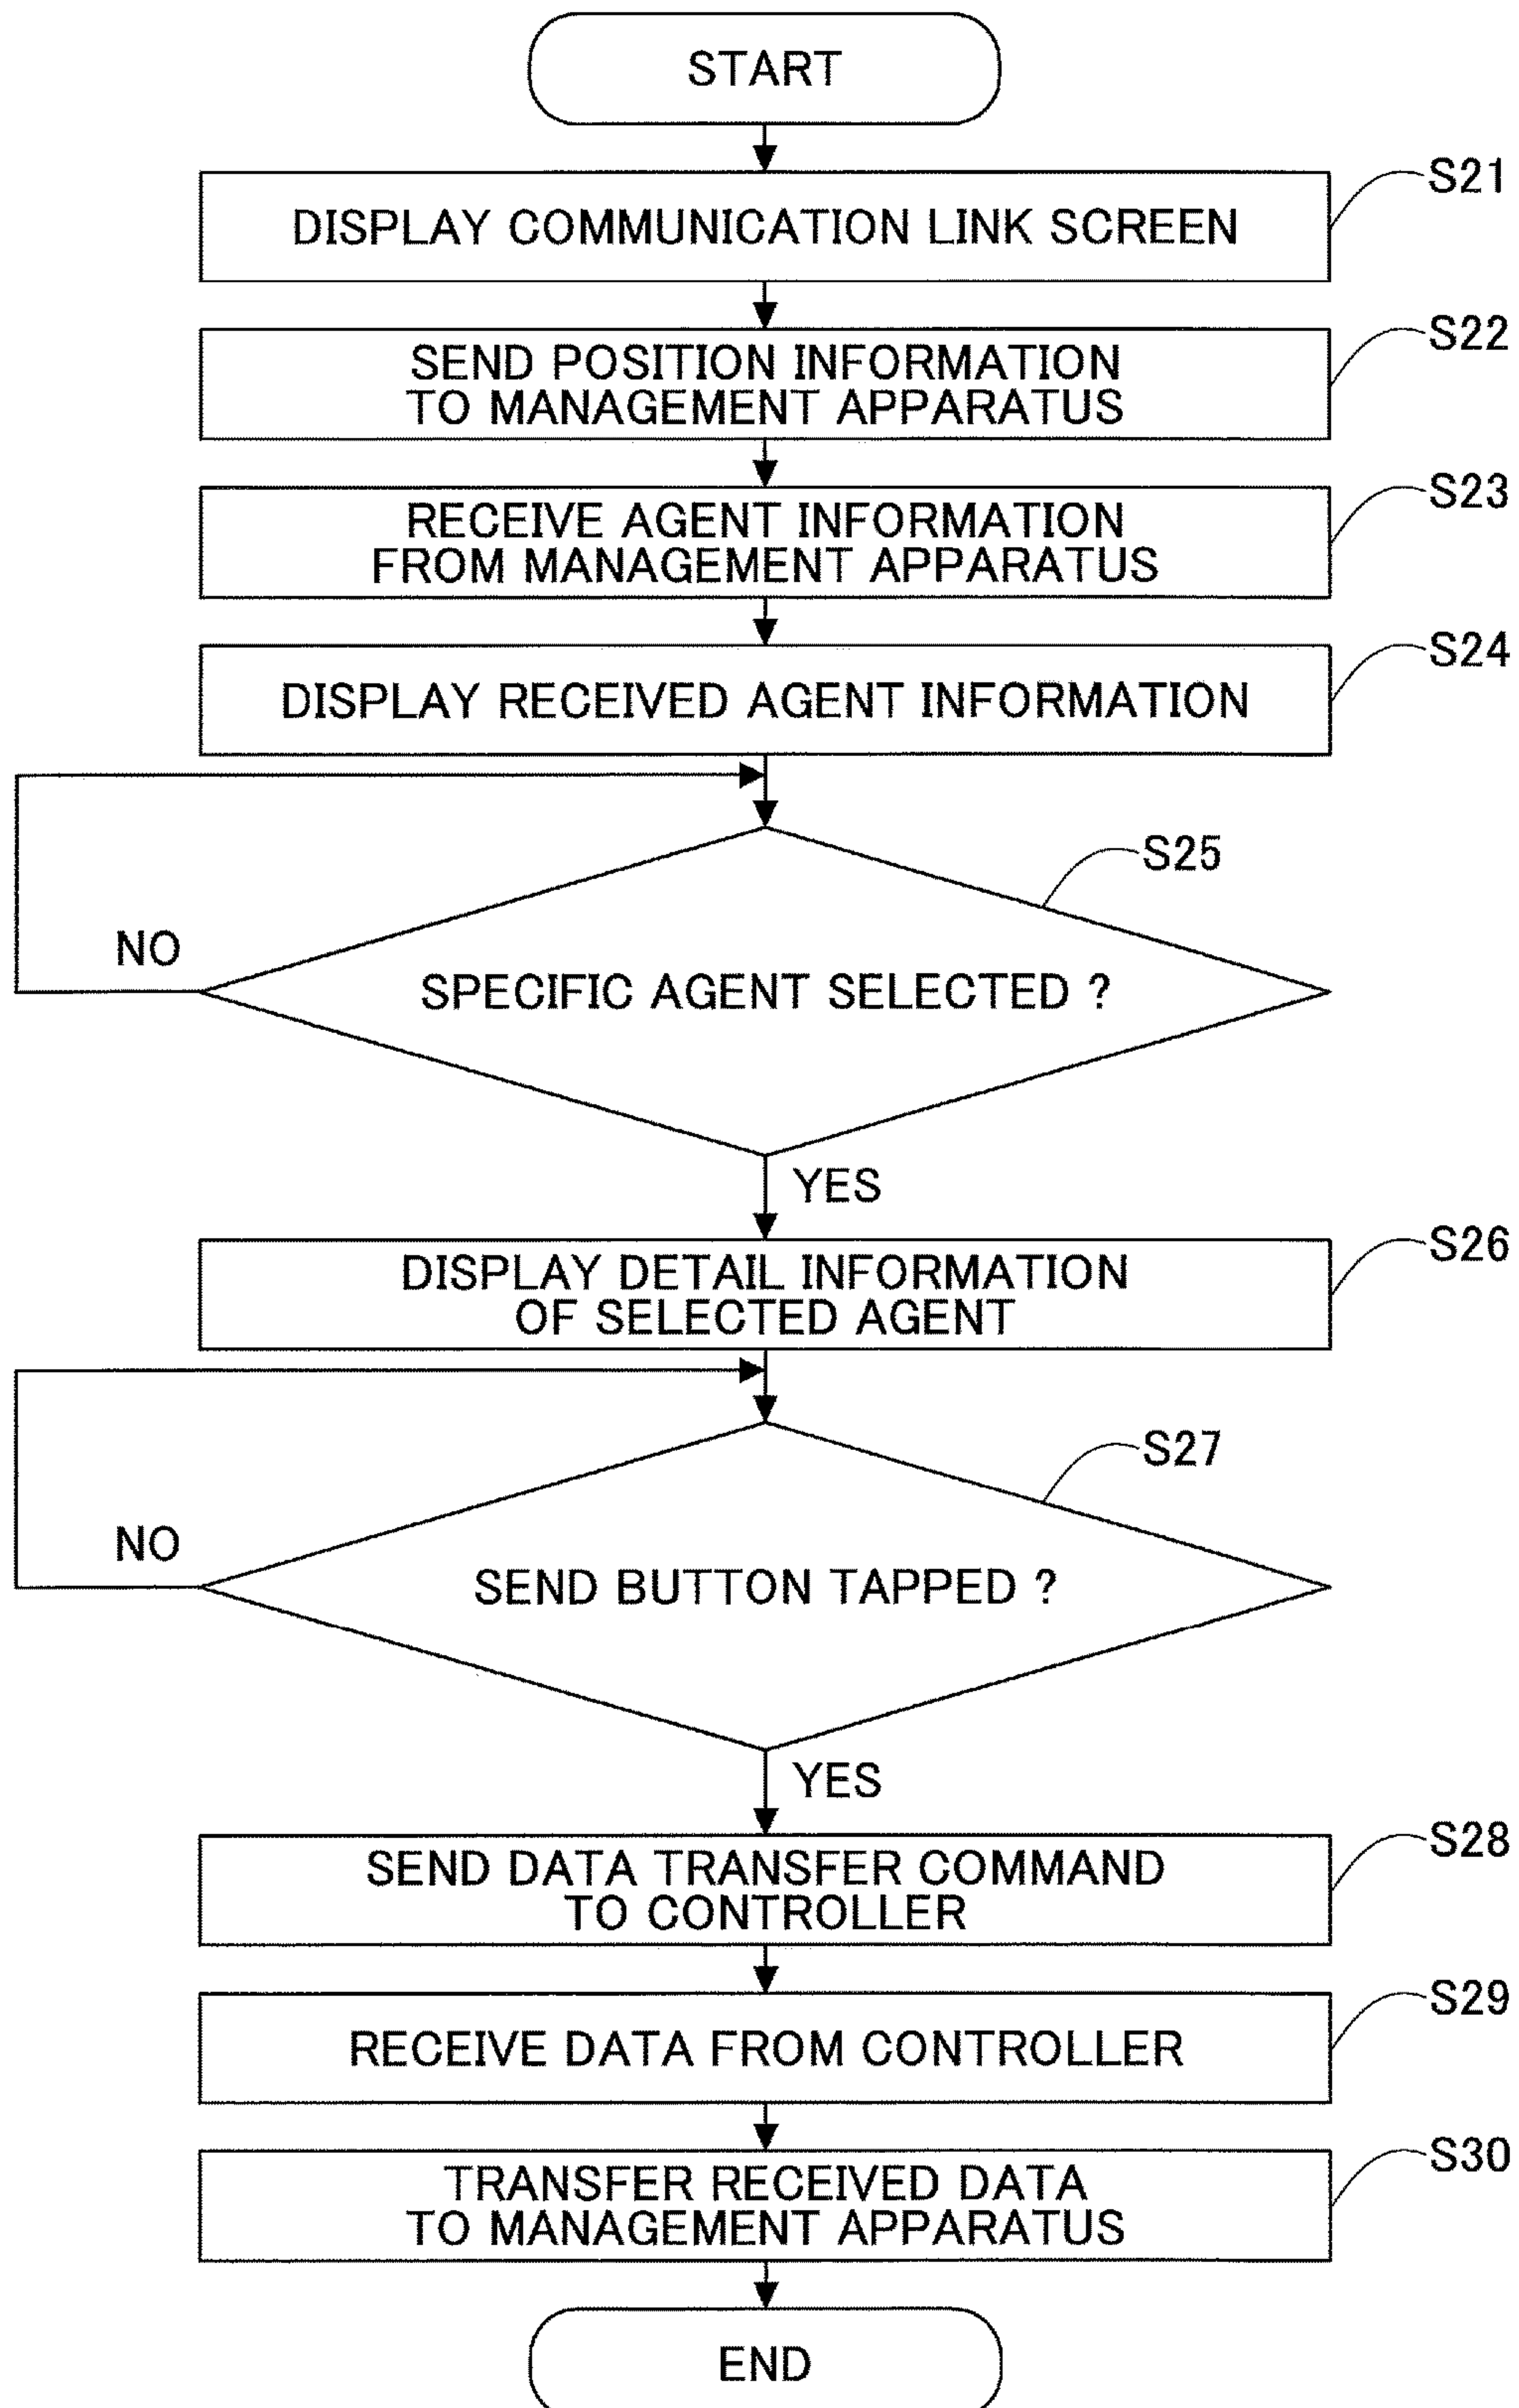 START
S21
DISPLAY COMMUNICATION LINK SCREEN
S22
SEND POSITION INFORMATION
TO MANAGEMENT APPARATUS
S23
RECEIVE AGENT INFORMATION
FROM MANAGEMENT APPARATUS
S24
DISPLAY RECEIVED AGENT INFORMATION
S25
NO
SPECIFIC AGENT SELECTED ?
YES
S26
DISPLAY DETAIL INFORMATION
OF SELECTED AGENT
S27
NO
SEND BUTTON TAPPED ?
YES
S28
SEND DATA TRANSFER COMMAND
TO CONTROLLER
S29
RECEIVE DATA FROM CONTROLLER
S30
TRANSFER RECEIVED DATA
TO MANAGEMENT APPARATUS
END